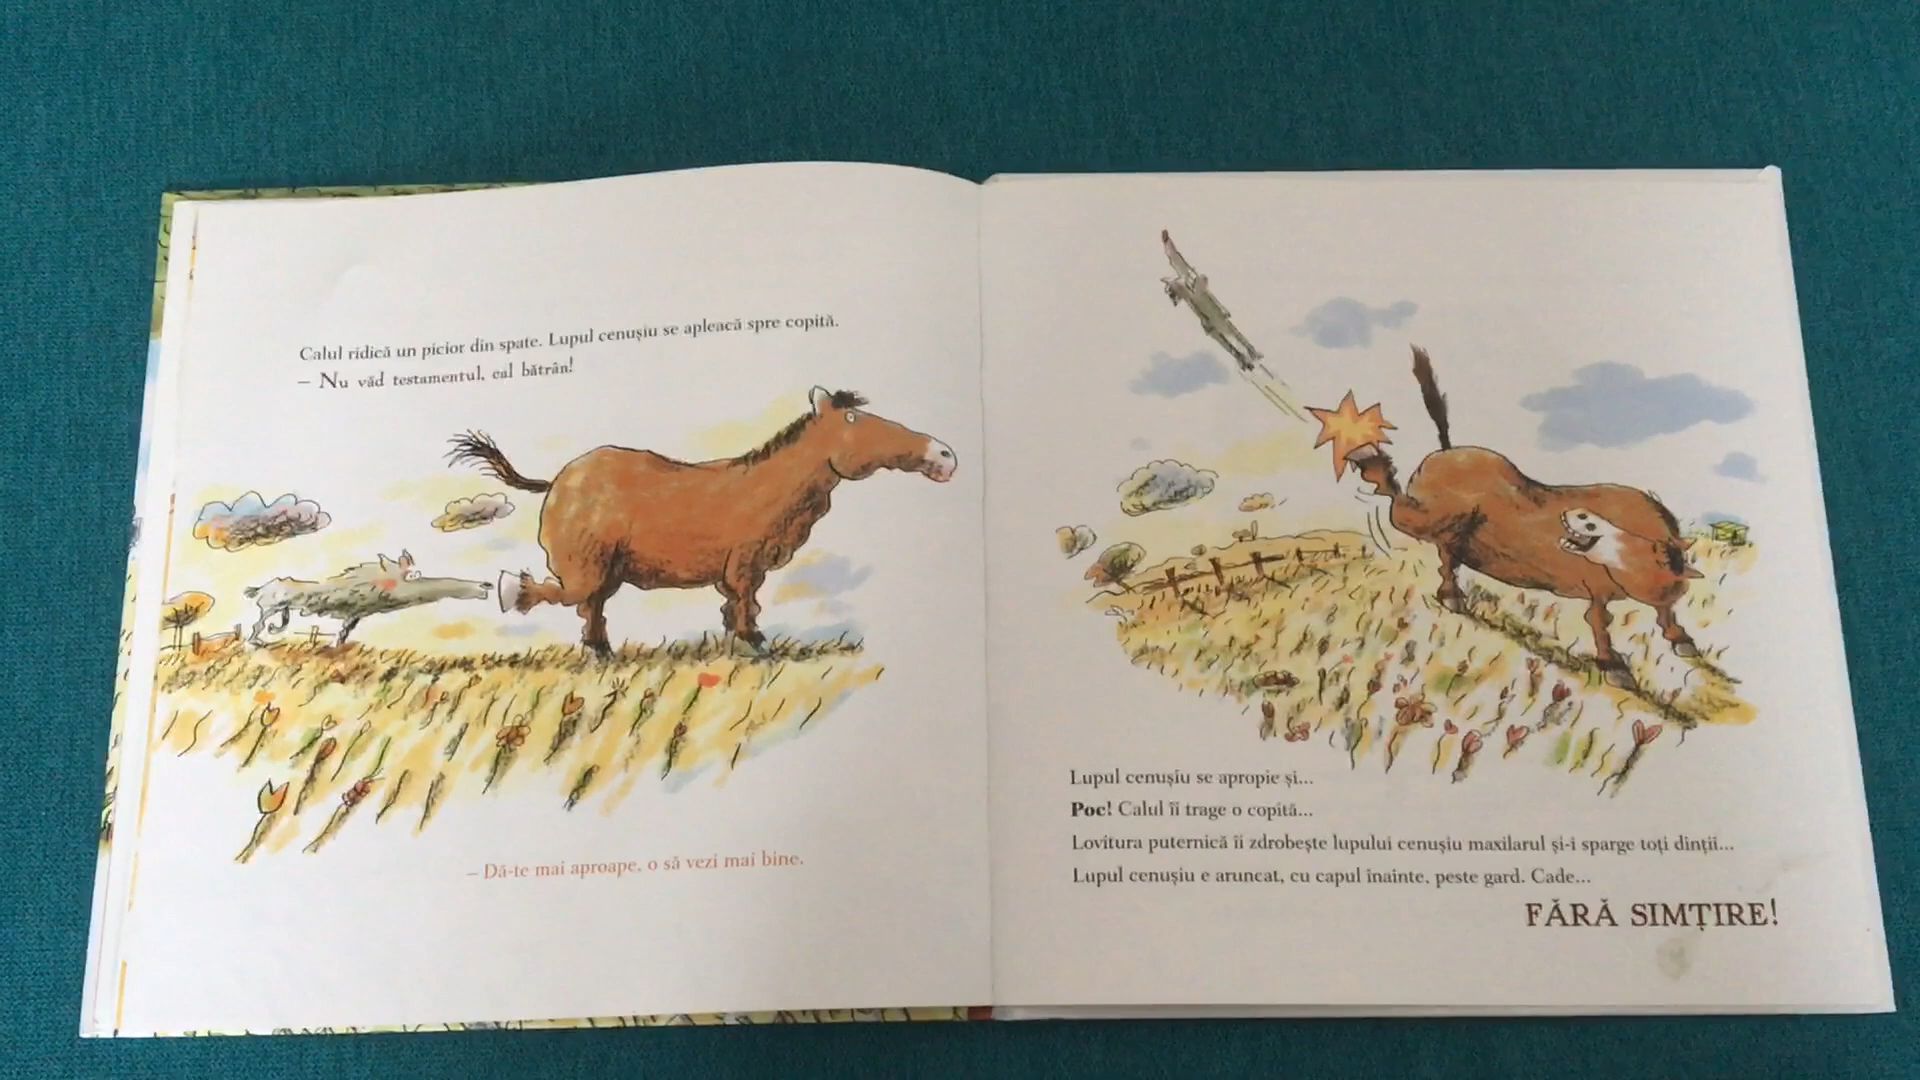 Calul ridică un picior din spate. Lupul cenușiu se apleacă spre copită.
– Nu văd testamentul, cal bătrân!
– Dă-te mai aproape, o să vezi mai bine.
Lupul cenușiu se apropie și...
Poc! Calul îi trage o copită...
Lovitura puternică îi zdrobește lupului cenușiu maxilarul și-i sparge toți dinții...
Lupul cenușiu e aruncat, cu capul înainte, peste gard. Cade...
FĂRĂ SIMȚIRE!